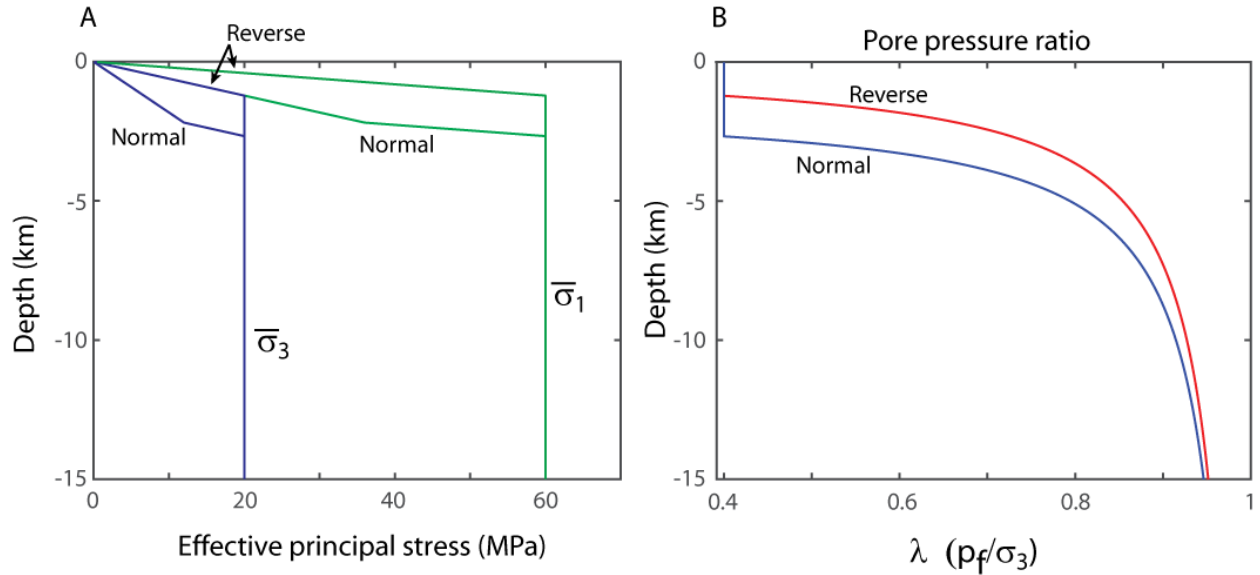 A
Reverse
0
-5
-10
-15
Depth (km)
Normal
Normal
σ̅₃
σ̅₁
0
20
40
60
Effective principal stress (MPa)
B
Pore pressure ratio
0
-5
-10
-15
Depth (km)
Reverse
Normal
0.4
0.6
0.8
1
λ (p_f/σ₃)